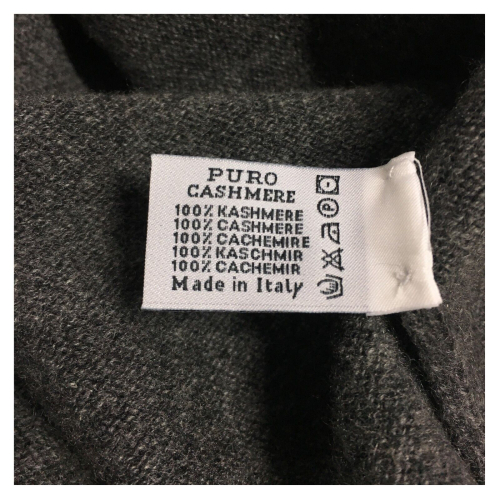 PURO
CASHMERE
100% KASHMERE
100% CASHMERE
100% CACHEMIRE
100% KASCHMIR
100% CACHEMIR
Made in Italy
P